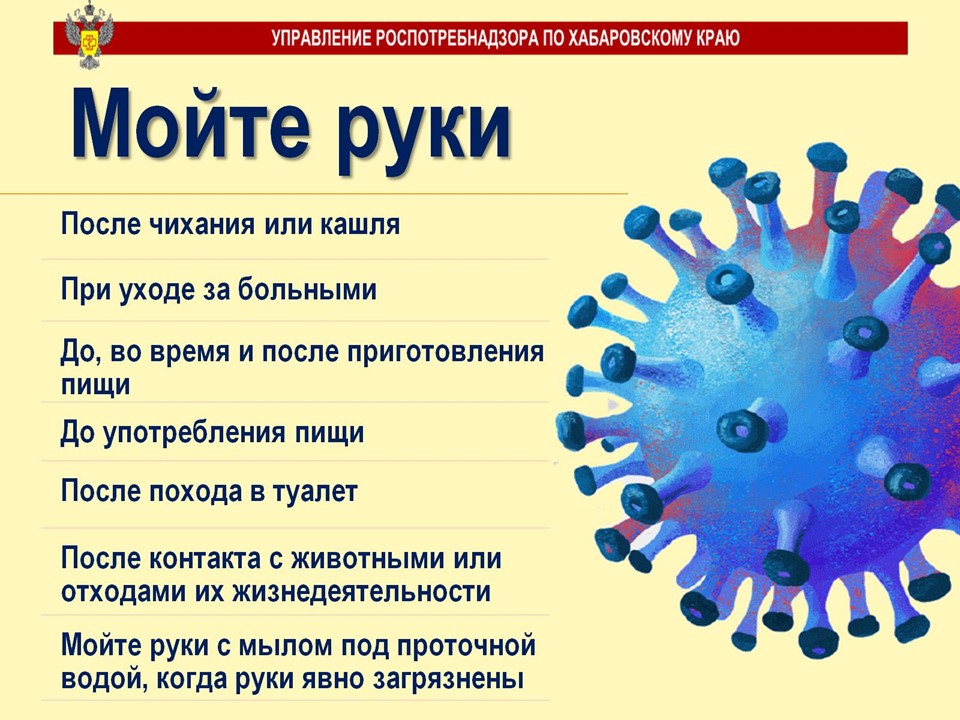 УПРАВЛЕНИЕ РОСПОТРЕБНАДЗОРА ПО ХАБАРОВСКОМУ КРАЮ
Мойте руки
После чихания или кашля
При уходе за больными
До, во время и после приготовления
пищи
До употребления пищи
После похода в туалет
После контакта с животными или
отходами их жизнедеятельности
Мойте руки с мылом под проточной
водой, когда руки явно загрязнены